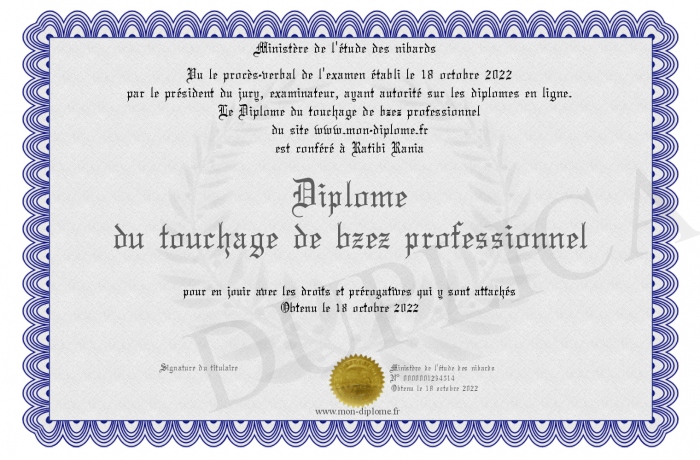 Ministère de l'étude des nibards
Vu le procès-verbal de l'examen établi le 18 octobre 2022
par le président du jury, examinateur, ayant autorité sur les diplomes en ligne.
Le Diplome du touchage de bzez professionnel
du site www.mon-diplome.fr
est conféré à Ratibi Rania
Diplome
du touchage de bzez professionnel
DUPLICA
pour en jouir avec les droits et prérogatives qui y sont attachés
Obtenu le 18 octobre 2022
Signature du titulaire
Ministère de l'étude des nibards
N° 0000001234514
Obtenu le 18 octobre 2022
www.mon-diplome.fr